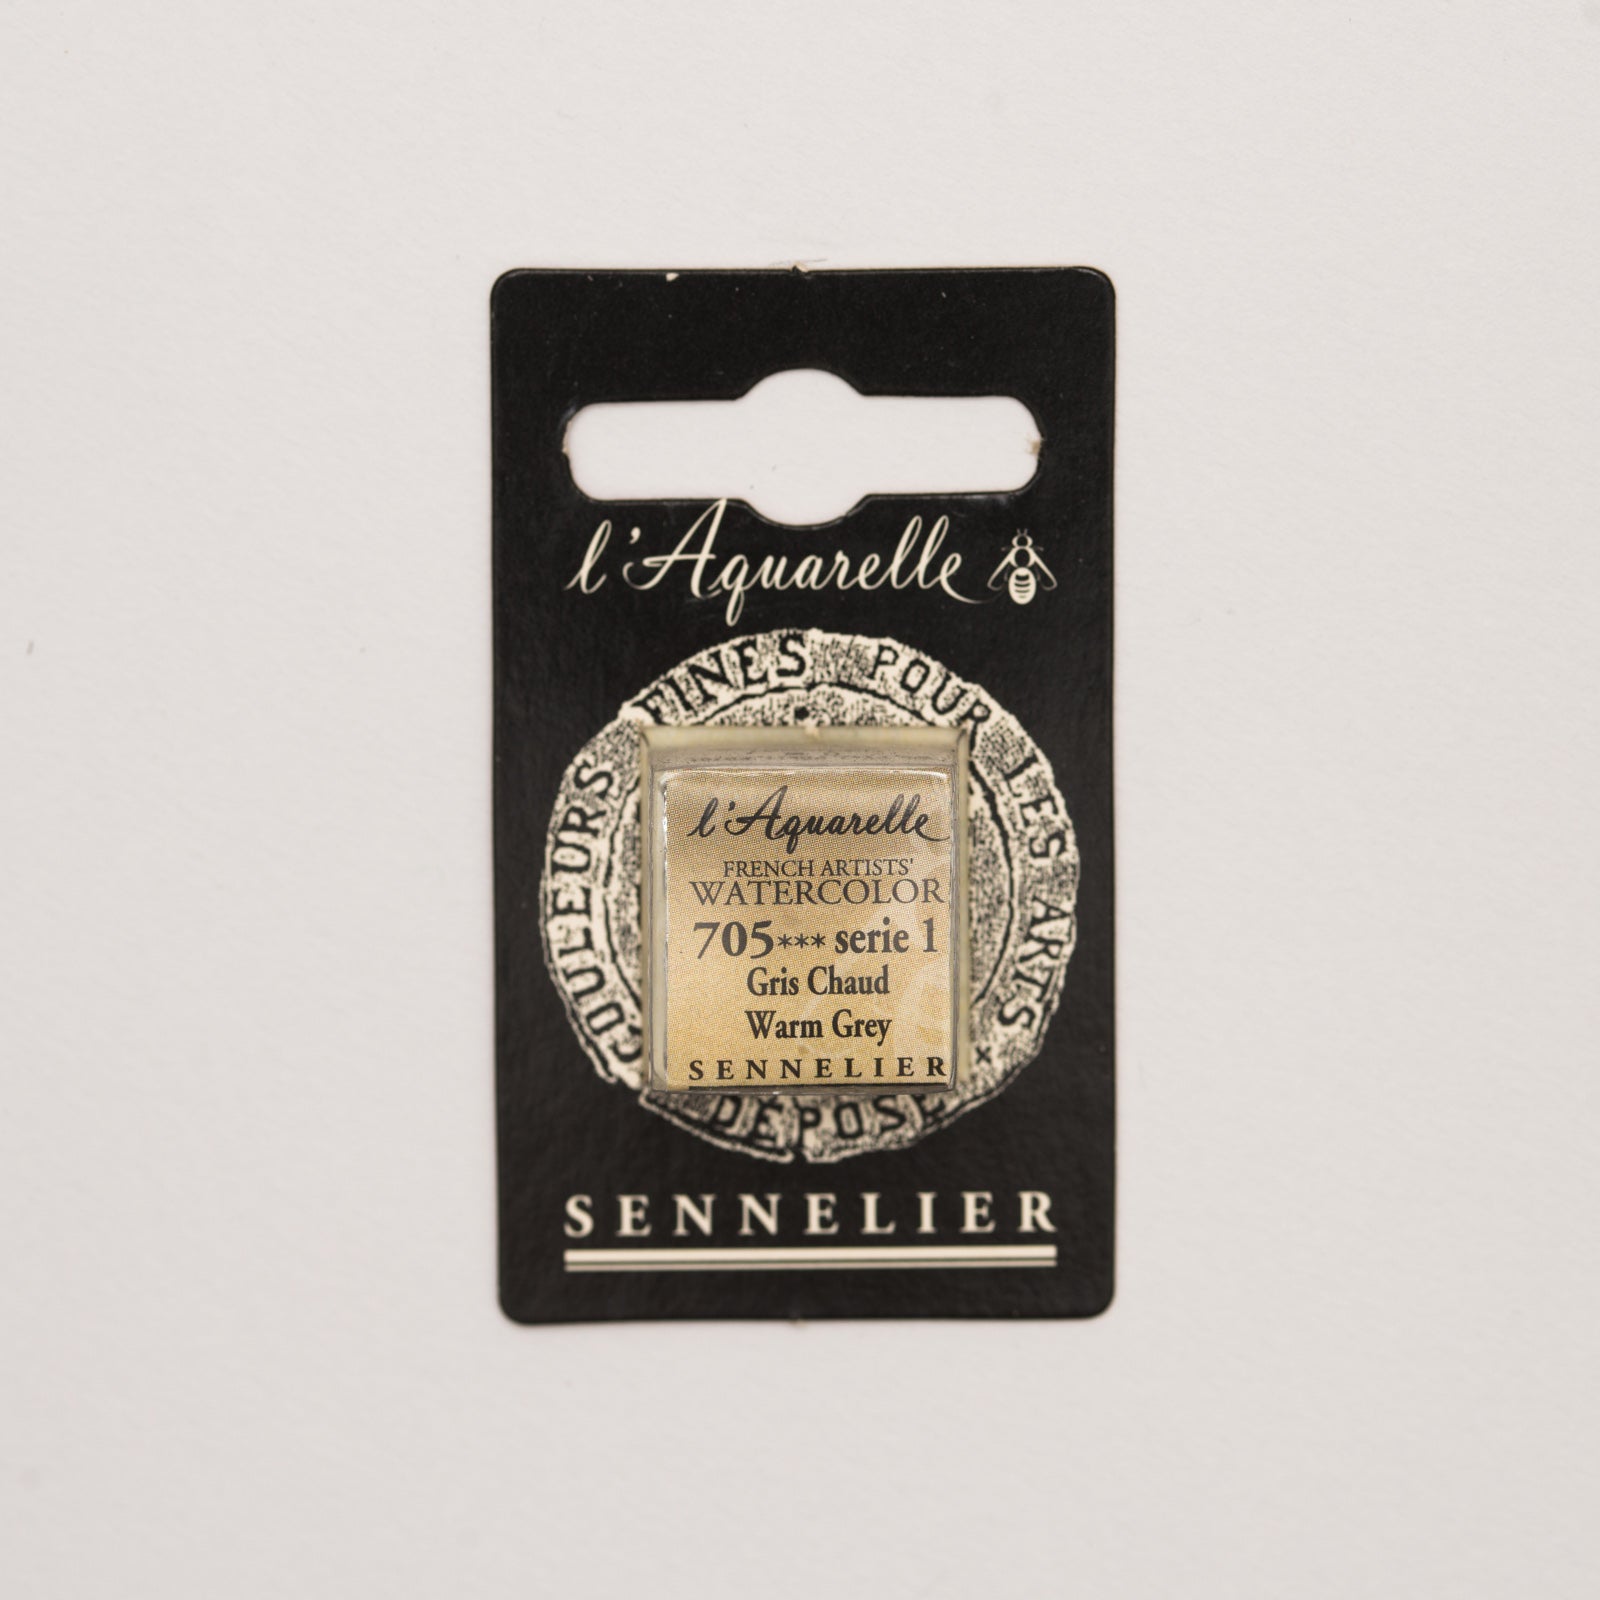 l'Aquarelle
COULEURS FINES POUR LES ARTS
l'Aquarelle
FRENCH ARTISTS'
WATERCOLOR
705*** serie 1
Gris Chaud
Warm Grey
SENNELIER
DÉPOSÉ
SENNELIER